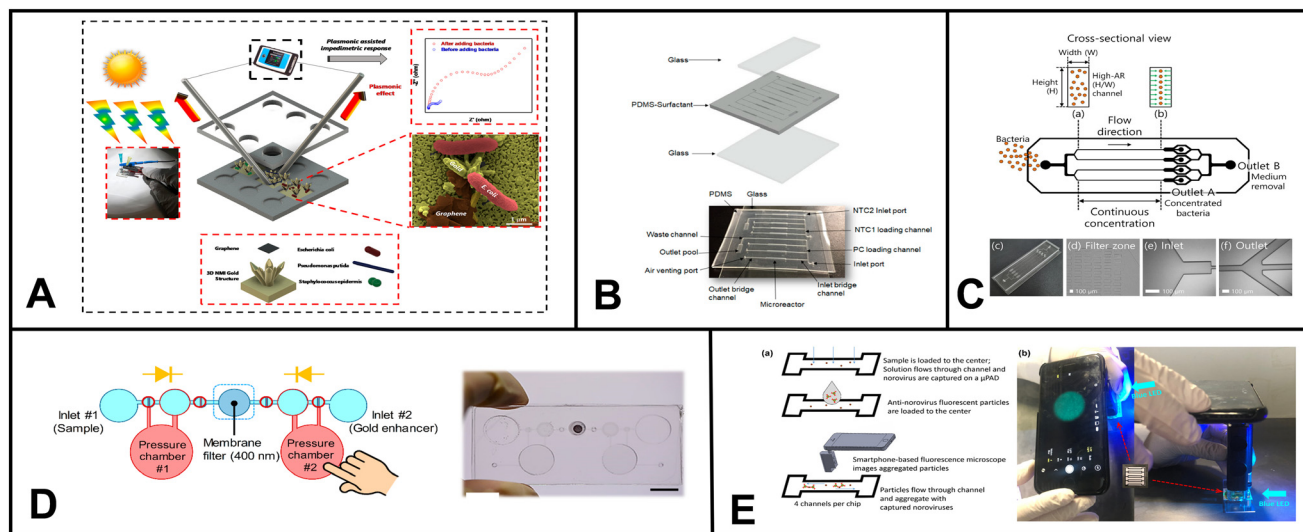 Plasmonic assisted
impedimetric response
After adding bacteria
Before adding bacteria
Z' (ohm)
Plasmonic
effect
Gold
E. coli
Graphene
1 µm
Graphene
Escherichia coli
3D NMI Gold
Structure
Pseudomonus putida
Staphylococcus epidermis
A
Glass
PDMS-Surfactant
Glass
PDMS
Glass
NTC2 Inlet port
NTC1 loading channel
Waste channel
Outlet pool
PC loading channel
Air venting port
Inlet port
Outlet bridge
channel
Inlet bridge
channel
Microreactor
B
Cross-sectional view
Width (W)
Height
(H)
High-AR
(H/W)
channel
(a)
(b)
Flow
direction
Bacteria
Outlet B
Medium
removal
Outlet A
Concentrated
bacteria
Continuous
concentration
(c)
(d) Filter zone
(e) Inlet
(f) Outlet
100 µm
100 µm
100 µm
C
Inlet #1
(Sample)
Pressure
chamber
#1
Membrane
filter (400 nm)
Pressure
chamber
#2
Inlet #2
(Gold enhancer)
D
(a)
Sample is loaded to the center;
Solution flows through channel and
norovirus are captured on a µPAD
Anti-norovirus fluorescent particles
are loaded to the center
Smartphone-based fluorescence microscope
images aggregated particles
Particles flow through channel
and aggregate with
captured noroviruses
4 channels per chip
(b)
Blue LED
Blue LED
E